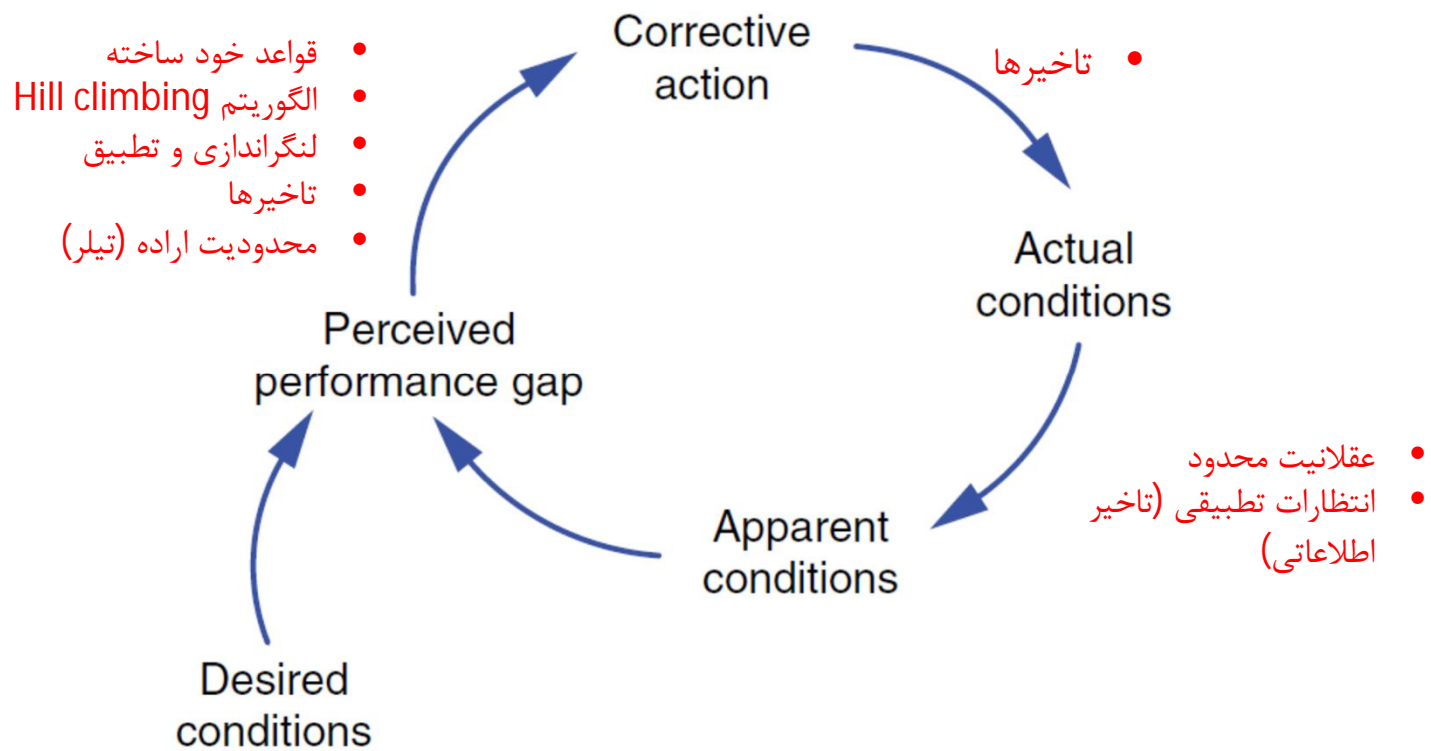 • قواعد خود ساخته
• الگوریتم Hill climbing
• لنگراندازی و تطبیق
• تاخیرها
• محدودیت اراده (تیلر)
Corrective
action
• تاخیرها
Actual
conditions
Perceived
performance gap
• عقلانیت محدود
• انتظارات تطبیقی (تاخیر
اطلاعاتی)
Apparent
conditions
Desired
conditions